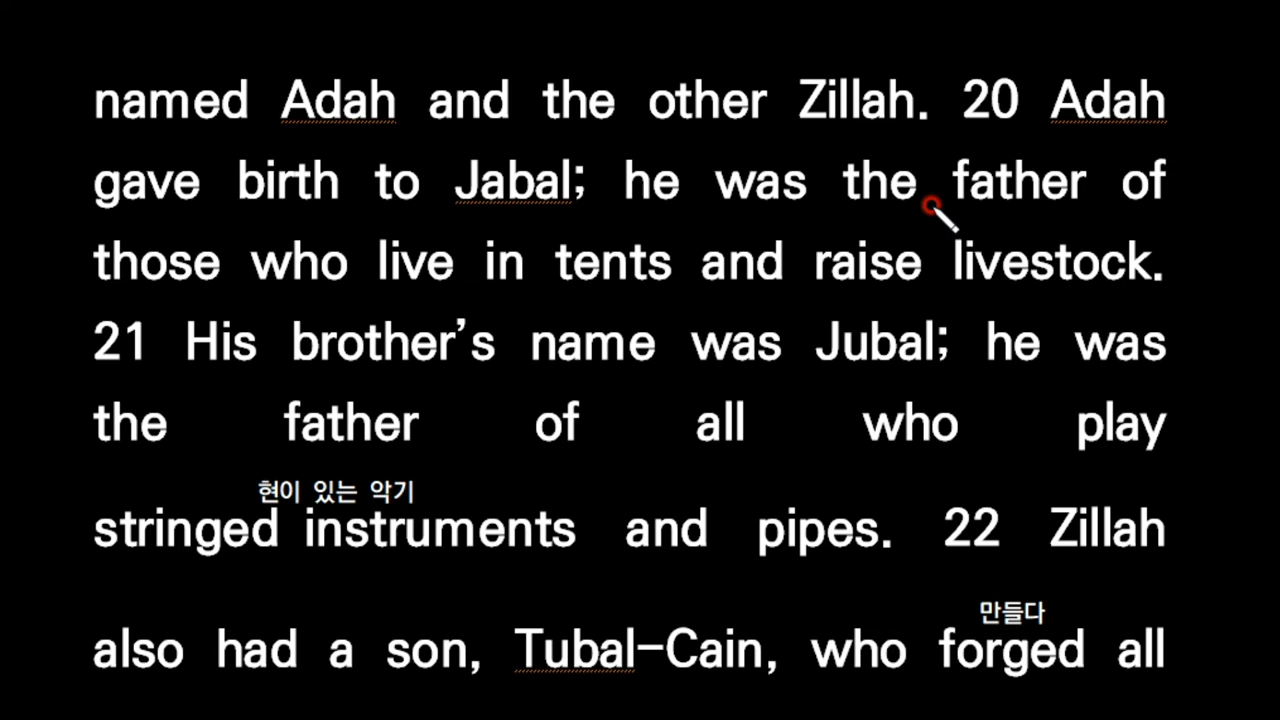 named Adah and the other Zillah. 20 Adah
gave birth to Jabal; he was the father of
those who live in tents and raise livestock.
21 His brother’s name was Jubal; he was
the father of all who play
현이 있는 악기
stringed instruments and pipes. 22 Zillah
만들다
also had a son, Tubal-Cain, who forged all